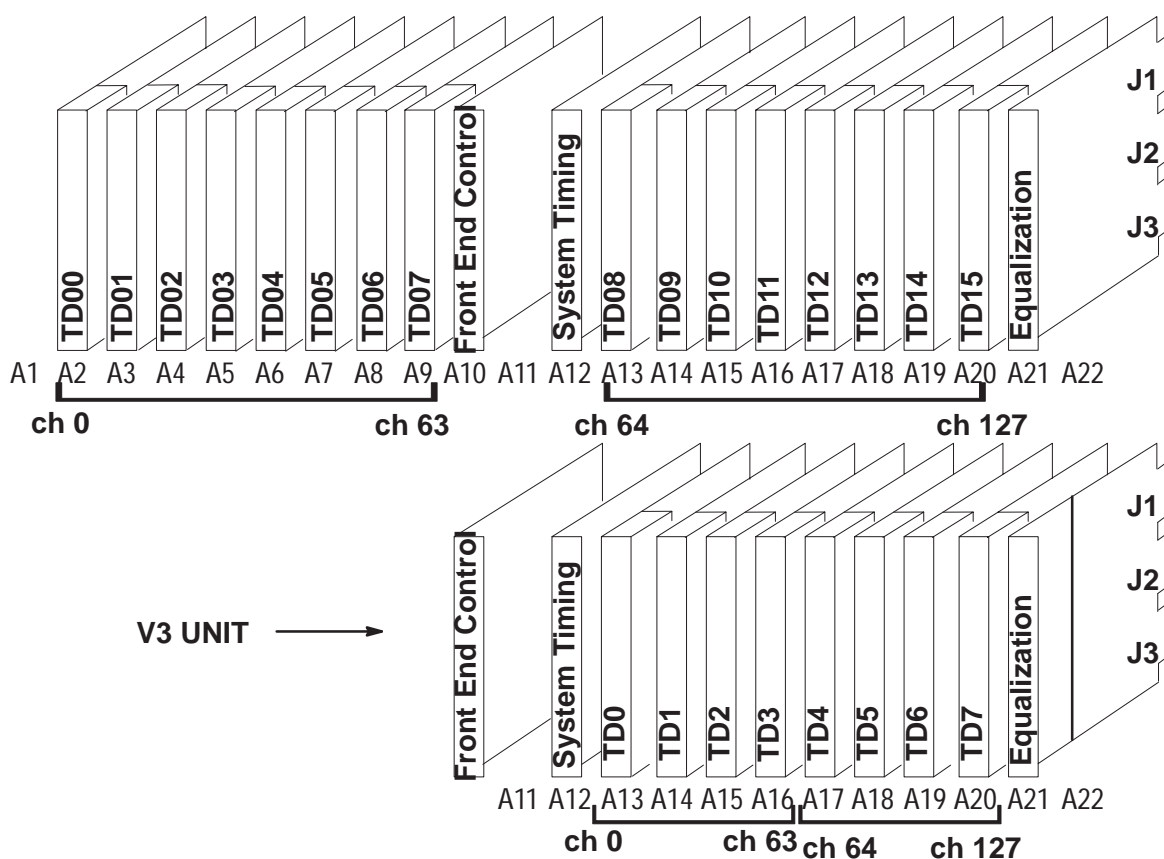 J1
J2
J3
TD00 TD01 TD02 TD03 TD04 TD05 TD06 TD07 Front End Control System Timing TD08 TD09 TD10 TD11 TD12 TD13 TD14 TD15 Equalization
A1 A2 A3 A4 A5 A6 A7 A8 A9 A10 A11 A12 A13 A14 A15 A16 A17 A18 A19 A20 A21 A22
ch 0 ch 63 ch 64 ch 127
J1
J2
J3
V3 UNIT
Front End Control System Timing TD0 TD1 TD2 TD3 TD4 TD5 TD6 TD7 Equalization
A11 A12 A13 A14 A15 A16 A17 A18 A19 A20 A21 A22
ch 0 ch 63 ch 64 ch 127